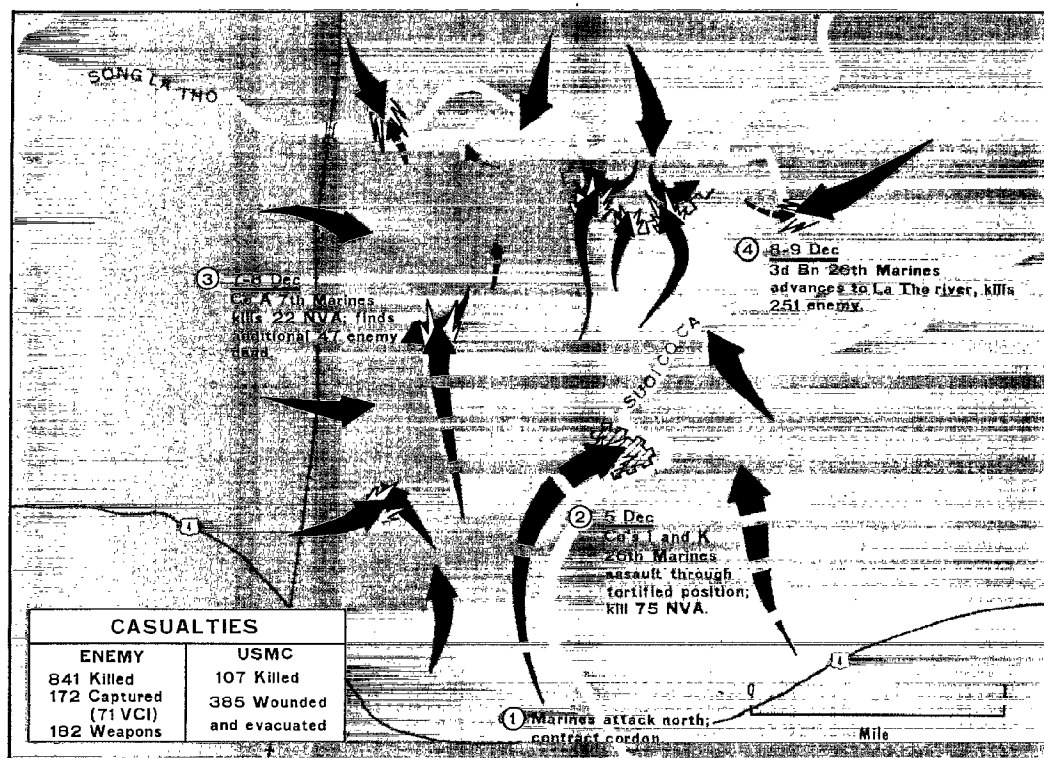 SONG LA THO
③ 7-8 Dec
Co A 7th Marines
kills 22 NVA, finds
additional 47 enemy
dead.
④ 8-9 Dec
3d Bn 26th Marines
advances to La Tho river, kills
251 enemy.
SUOI CO CA
② 5 Dec
Co's I and K
26th Marines
assault through
fortified position;
kill 75 NVA.
4
4
CASUALTIES
ENEMY
841 Killed
172 Captured
(71 VCI)
182 Weapons
USMC
107 Killed
385 Wounded
and evacuated
① Marines attack north;
contract cordon.
0 1
Mile